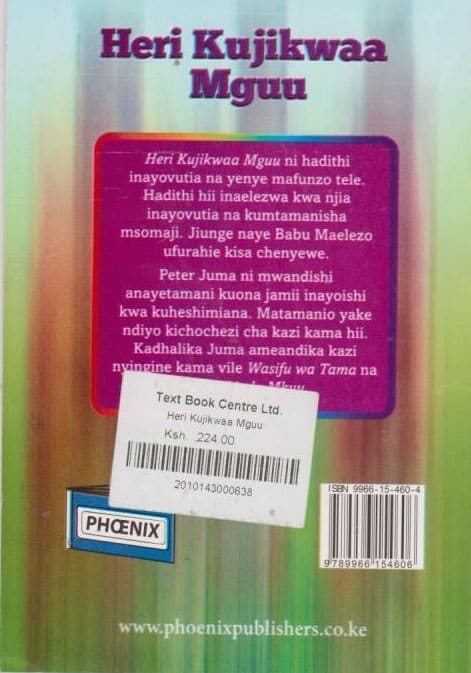 Heri Kujikwaa
Mguu
Heri Kujikwaa Mguu ni hadithi
inayovutia na yenye mafunzo tele.
Hadithi hii inaelezwa kwa njia
inayovutia na kumtamanisha
msomaji. Jiunge naye Babu Maelezo
ufurahie kisa chenyewe.
Peter Juma ni mwandishi
anayetamani kuona jamii inayoishi
kwa kuheshimiana. Matamanio yake
ndiyo kichochezi cha kazi kama hii.
Kadhalika Juma ameandika kazi
nyingine kama vile Wasifu wa Tama na
Mkuu
Text Book Centre Ltd.
Heri Kujikwaa Mguu
Ksh. 224.00
2010143000638
PHŒNIX
ISBN 9966-15-460-4
9789966154606
www.phoenixpublishers.co.ke